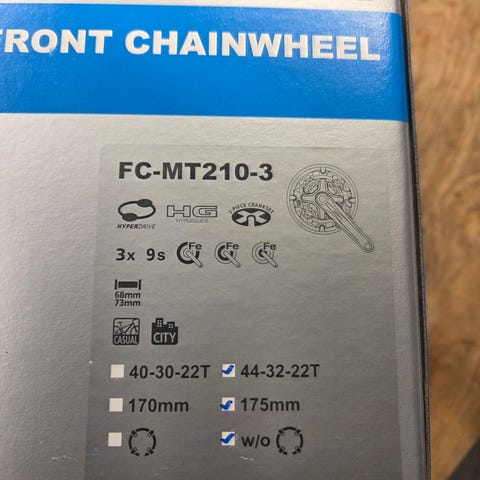 FRONT CHAINWHEEL
FC-MT210-3
HYPERDRIVE
HG
HYPERGLIDE
2-PIECE CRANKSET
3x 9s Fe Fe Fe
68mm
73mm
CASUAL CITY
40-30-22T 44-32-22T
170mm 175mm
w/o